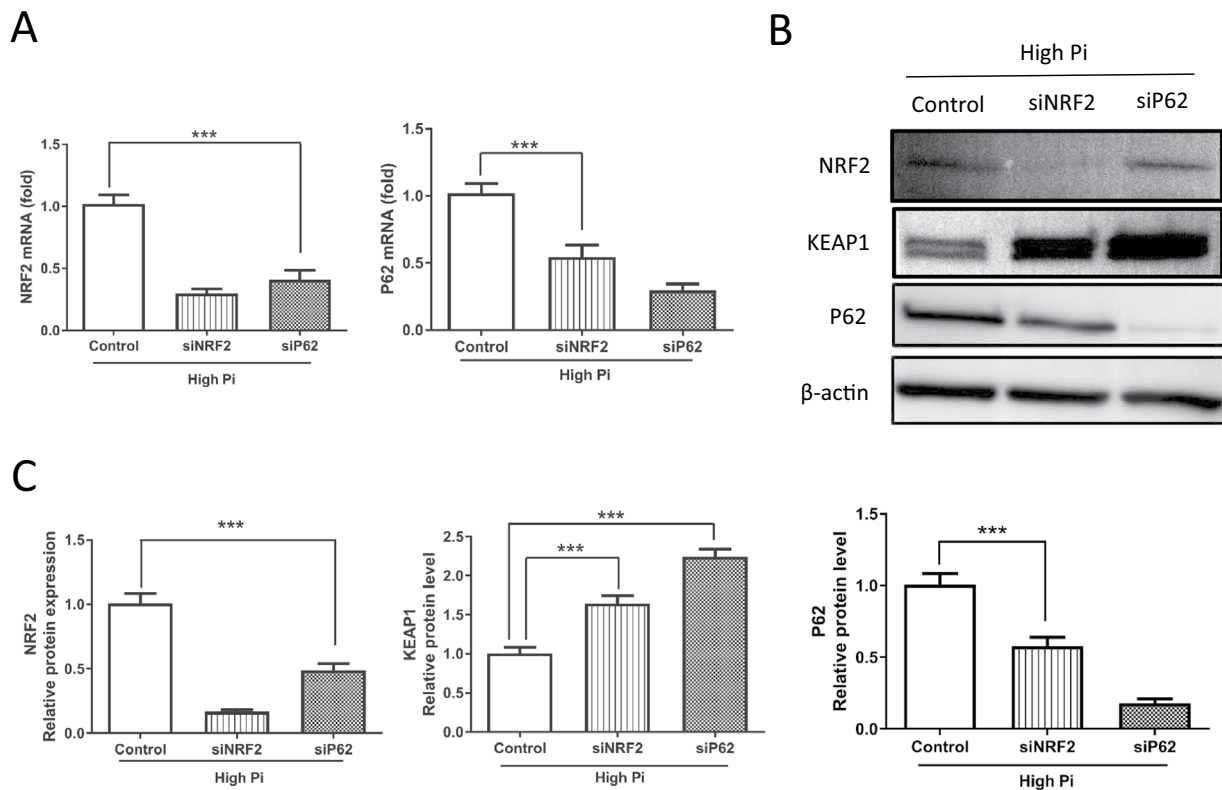 A
NRF2 mRNA (fold)
1.5
1.0
0.5
0.0
***
Control siNRF2 siP62
High Pi
P62 mRNA (fold)
1.5
1.0
0.5
0.0
***
Control siNRF2 siP62
High Pi
B
High Pi
Control siNRF2 siP62
NRF2
KEAP1
P62
β-actin
C
NRF2
Relative protein expression
1.5
1.0
0.5
0.0
***
Control siNRF2 siP62
High Pi
KEAP1
Relative protein level
2.5
2.0
1.5
1.0
0.5
0.0
***
***
Control siNRF2 siP62
High Pi
P62
Relative protein level
1.5
1.0
0.5
0.0
***
Control siNRF2 siP62
High Pi